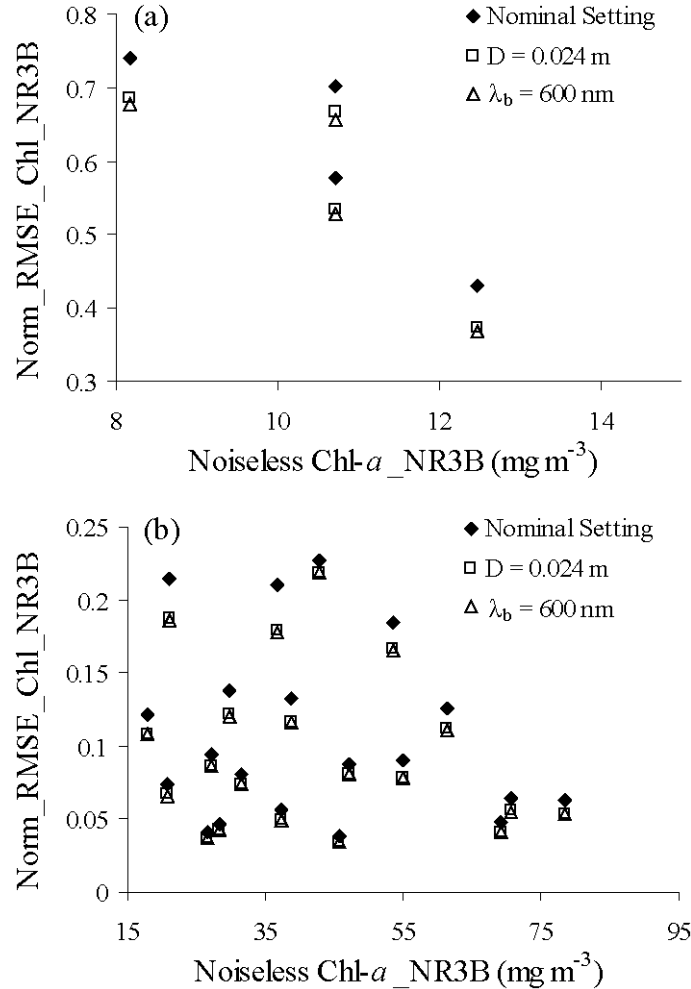 (a)
Nominal Setting
D = 0.024 m
λb = 600 nm
Norm_RMSE_Chl_NR3B
0.8
0.7
0.6
0.5
0.4
0.3
8
10
12
14
Noiseless Chl-a_NR3B (mg m-3)
(b)
Nominal Setting
D = 0.024 m
λb = 600 nm
Norm_RMSE_Chl_NR3B
0.25
0.2
0.15
0.1
0.05
0
15
35
55
75
95
Noiseless Chl-a_NR3B (mg m-3)